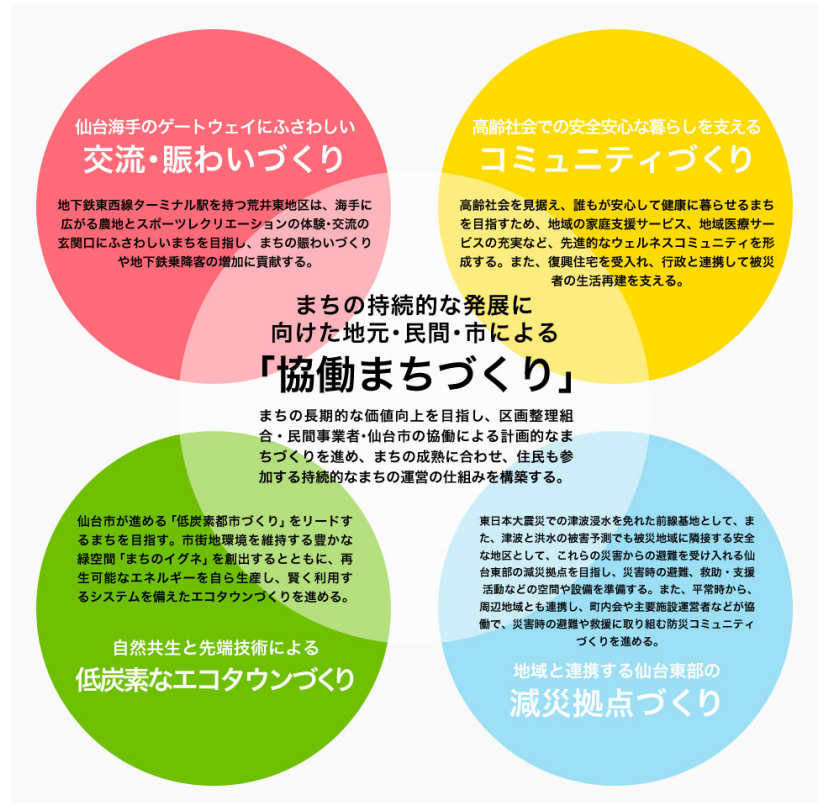 仙台海手のゲートウェイにふさわしい
交流・賑わいづくり
地下鉄東西線ターミナル駅を持つ荒井東地区は、海手に
広がる農地とスポーツレクリエーションの体験・交流の
玄関口にふさわしいまちを目指し、まちの賑わいづくり
や地下鉄乗降客の増加に貢献する。
高齢社会での安全安心な暮らしを支える
コミュニティづくり
高齢社会を見据え、誰もが安心して健康に暮らせるまち
を目指すため、地域の家庭支援サービス、地域医療サー
ビスの充実など、先進的なウェルネスコミュニティを形
成する。また、復興住宅を受入れ、行政と連携して被災
者の生活再建を支える。
まちの持続的な発展に
向けた地元・民間・市による
「協働まちづくり」
まちの長期的な価値向上を目指し、区画整理組
合・民間事業者・仙台市の協働による計画的なま
ちづくりを進め、まちの成熟に合わせ、住民も参
加する持続的なまちの運営の仕組みを構築する。
仙台市が進める「低炭素都市づくり」をリードす
るまちを目指す。市街地環境を維持する豊かな
緑空間「まちのイグネ」を創出するとともに、再
生可能なエネルギーを自ら生産し、賢く利用す
るシステムを備えたエコタウンづくりを進める。
自然共生と先端技術による
低炭素なエコタウンづくり
東日本大震災での津波浸水を免れた前線基地として、ま
た、津波と洪水の被害予測でも被災地域に隣接する安全
な地区として、これらの災害からの避難を受け入れる仙
台東部の減災拠点を目指し、災害時の避難、救助・支援
活動などの空間や設備を準備する。また、平常時から、
周辺地域とも連携し、町内会や主要施設運営者などが協
働で、災害時の避難や救援に取り組む防災コミュニティ
づくりを進める。
地域と連携する仙台東部の
減災拠点づくり